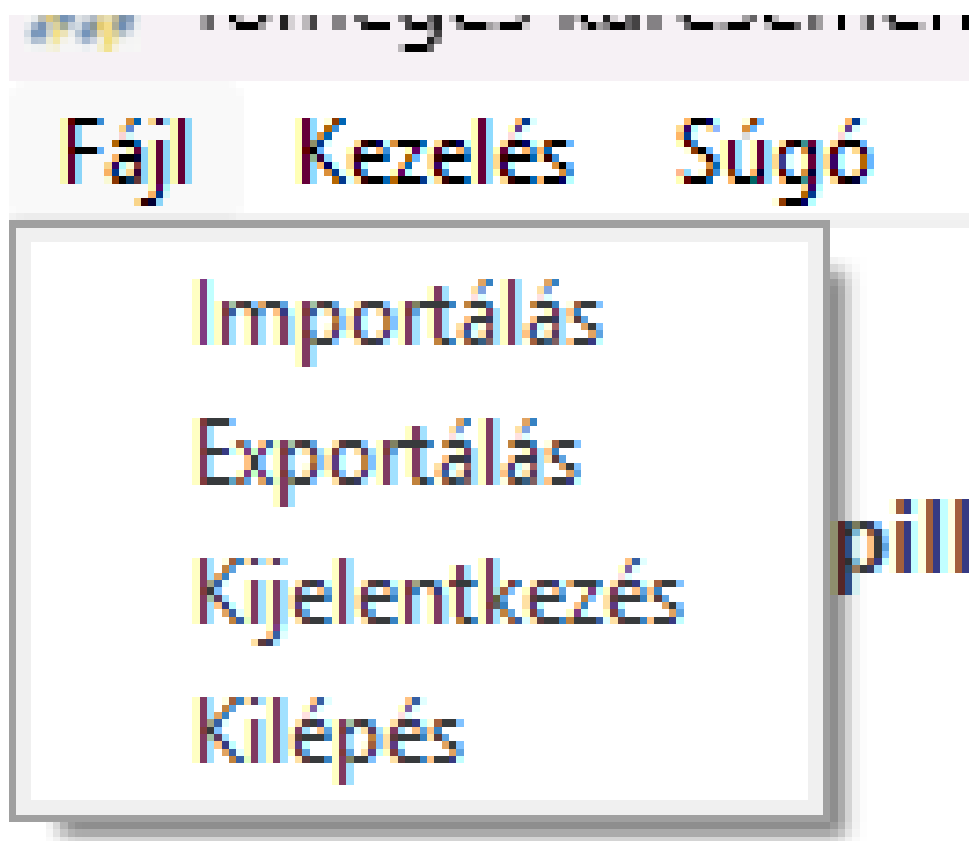 Fájl Kezelés Súgó
Importálás
Exportálás
pill
Kijelentkezés
Kilépés